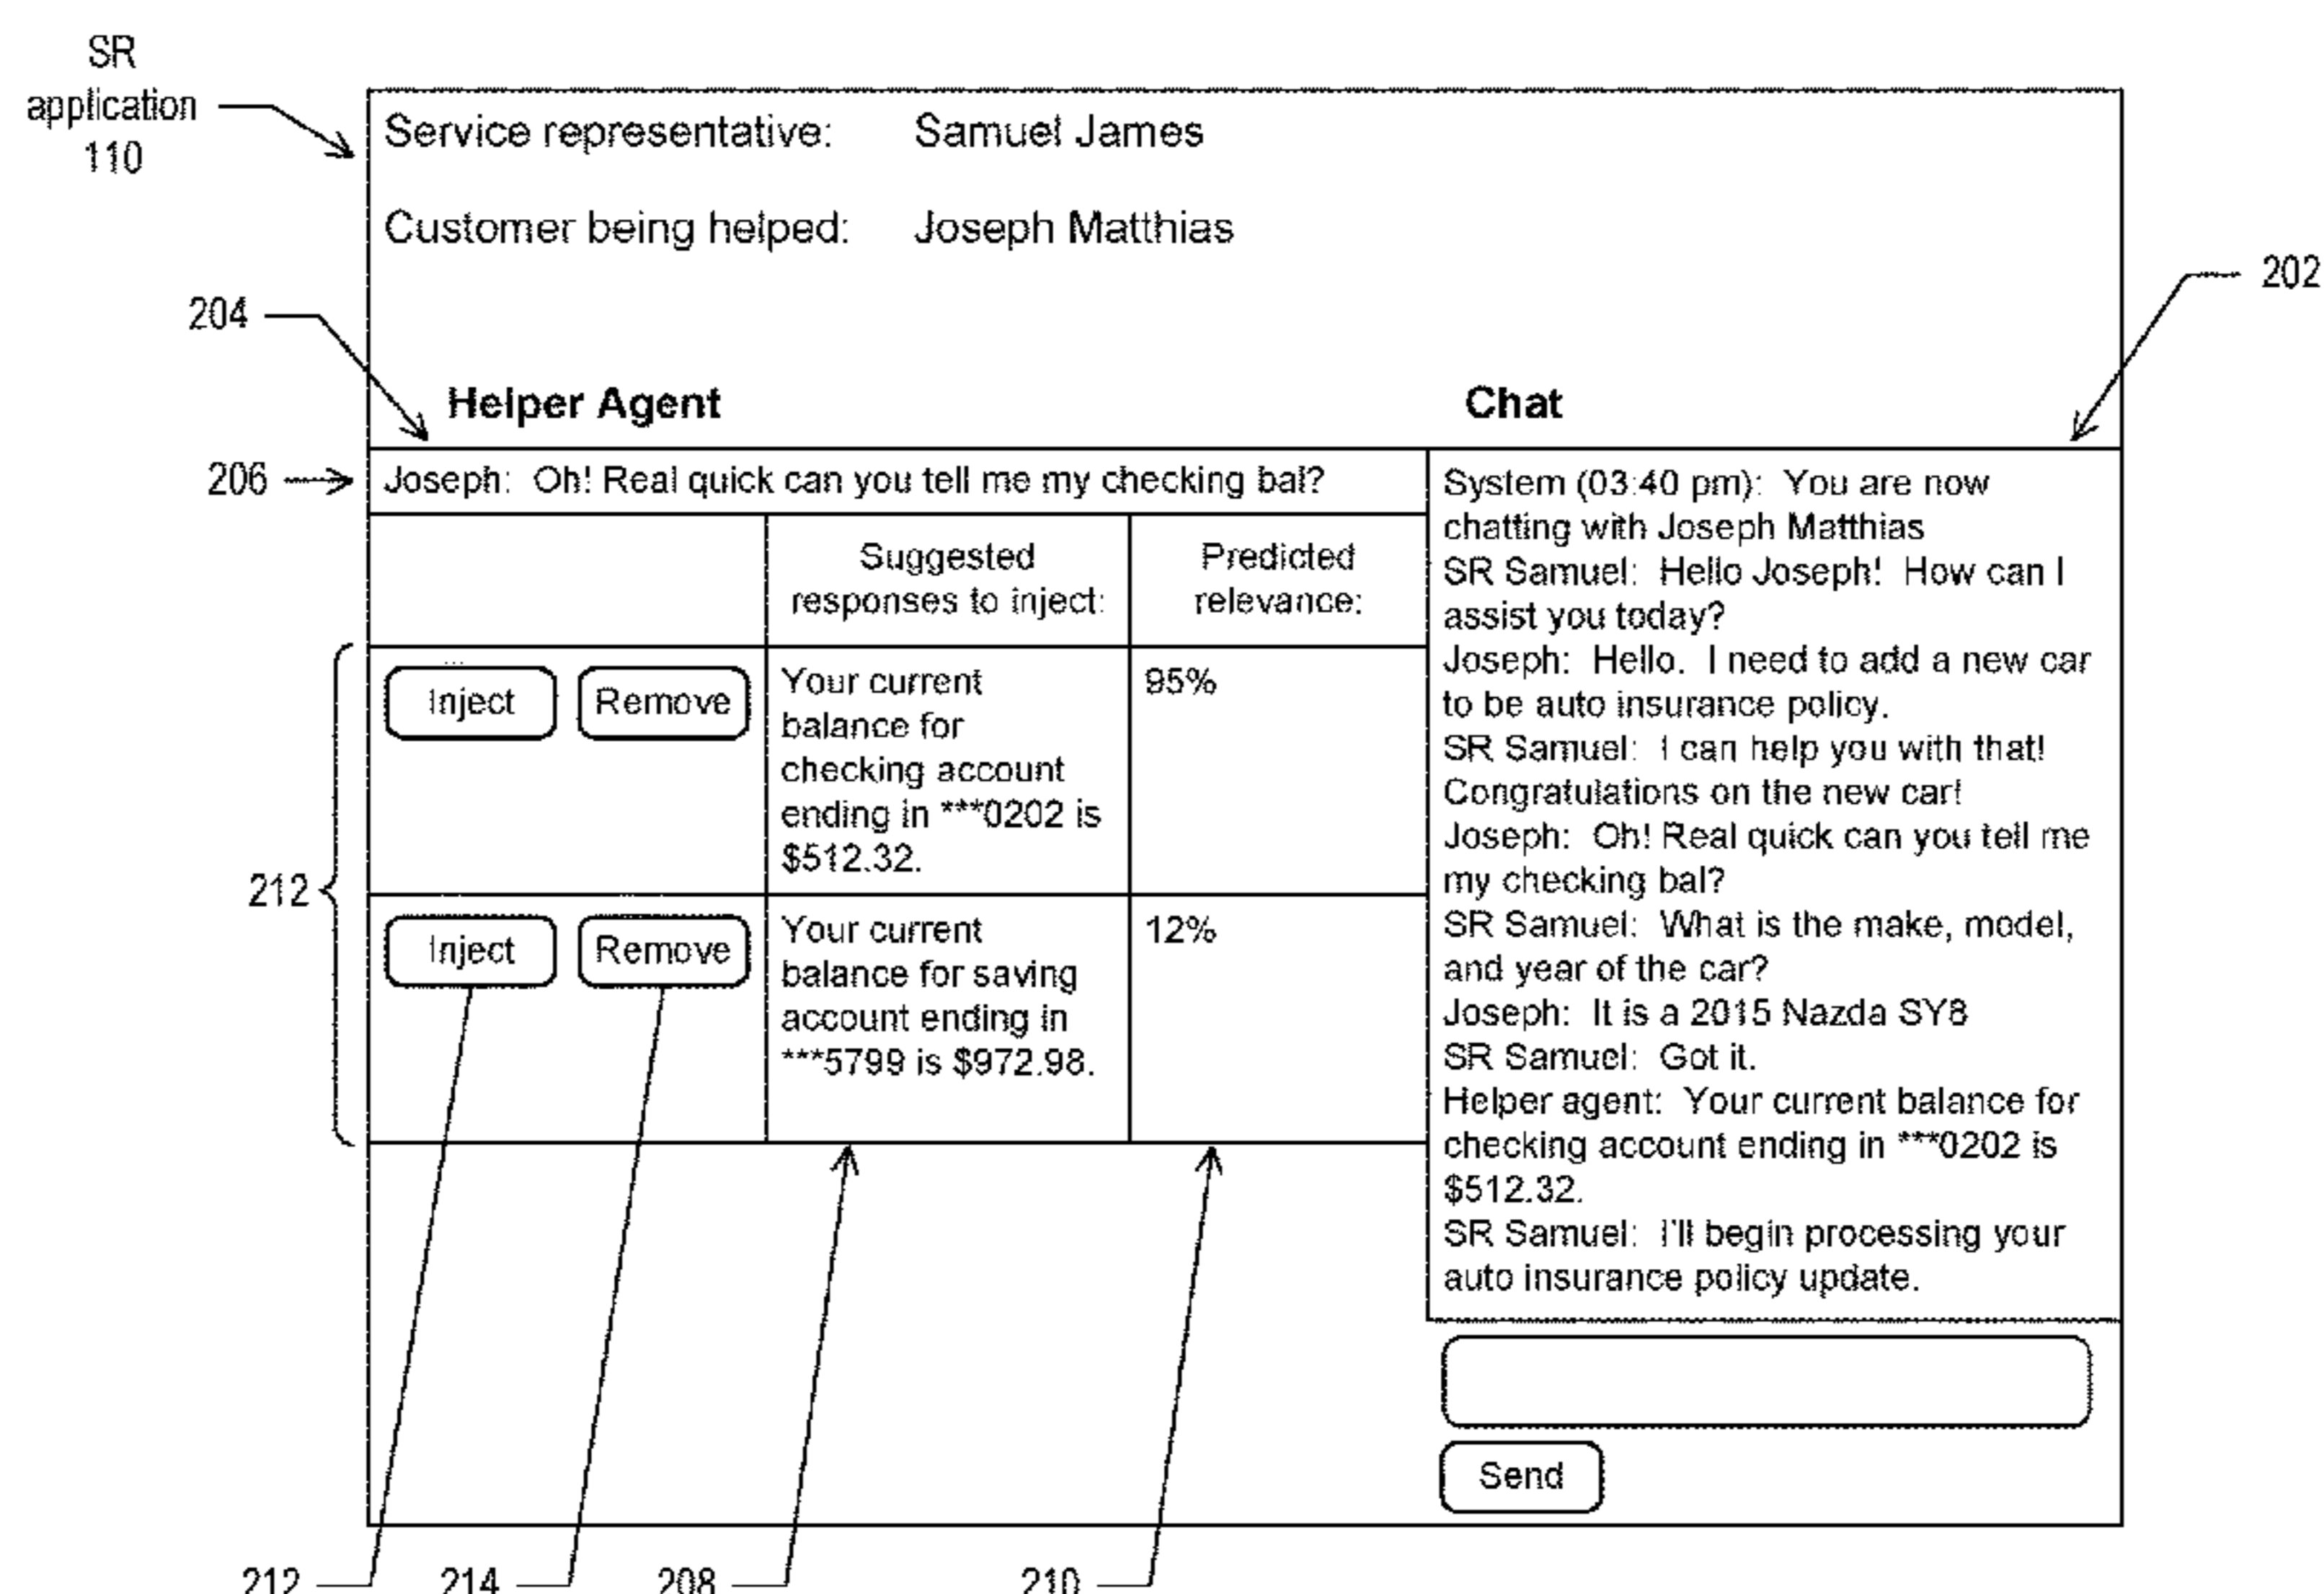 SR
application
110
Service representative: Samuel James
Customer being helped: Joseph Matthias
202
204
Helper Agent
Chat
206
Joseph: Oh! Real quick can you tell me my checking bal?
Suggested
responses to inject:
Predicted
relevance:
212
Inject
Remove
Your current
balance for
checking account
ending in ***0202 is
$512.32.
95%
Inject
Remove
Your current
balance for saving
account ending in
***5799 is $972.98.
12%
System (03:40 pm): You are now
chatting with Joseph Matthias
SR Samuel: Hello Joseph! How can I
assist you today?
Joseph: Hello. I need to add a new car
to be auto insurance policy.
SR Samuel: I can help you with that!
Congratulations on the new car!
Joseph: Oh! Real quick can you tell me
my checking bal?
SR Samuel: What is the make, model,
and year of the car?
Joseph: It is a 2015 Nazda SY8
SR Samuel: Got it.
Helper agent: Your current balance for
checking account ending in ***0202 is
$512.32.
SR Samuel: I'll begin processing your
auto insurance policy update.
Send
212
214
208
210